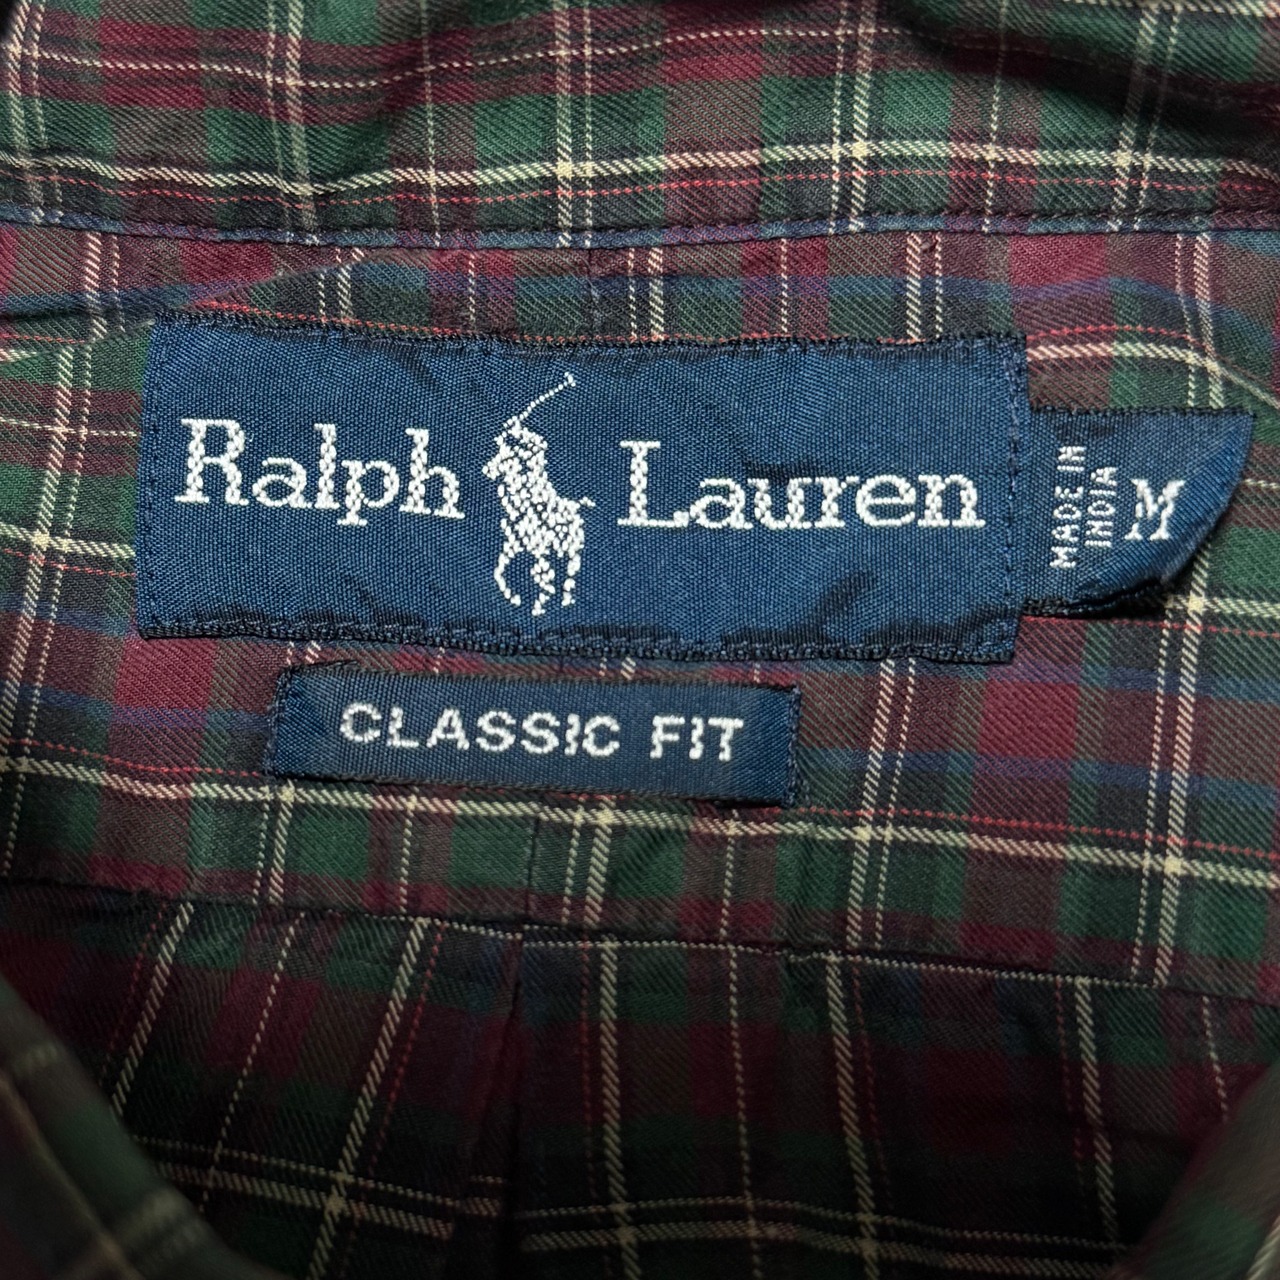 Ralph Lauren
MADE IN
INDIA
M
CLASSIC FIT